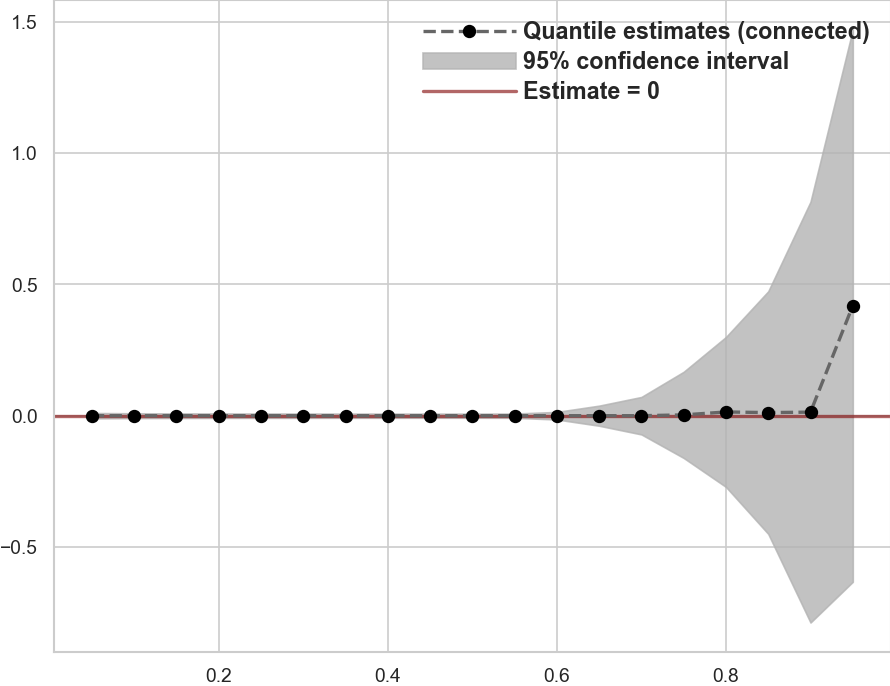 1.5
Quantile estimates (connected)
95% confidence interval
Estimate = 0
1.0
0.5
0.0
−0.5
0.2 0.4 0.6 0.8